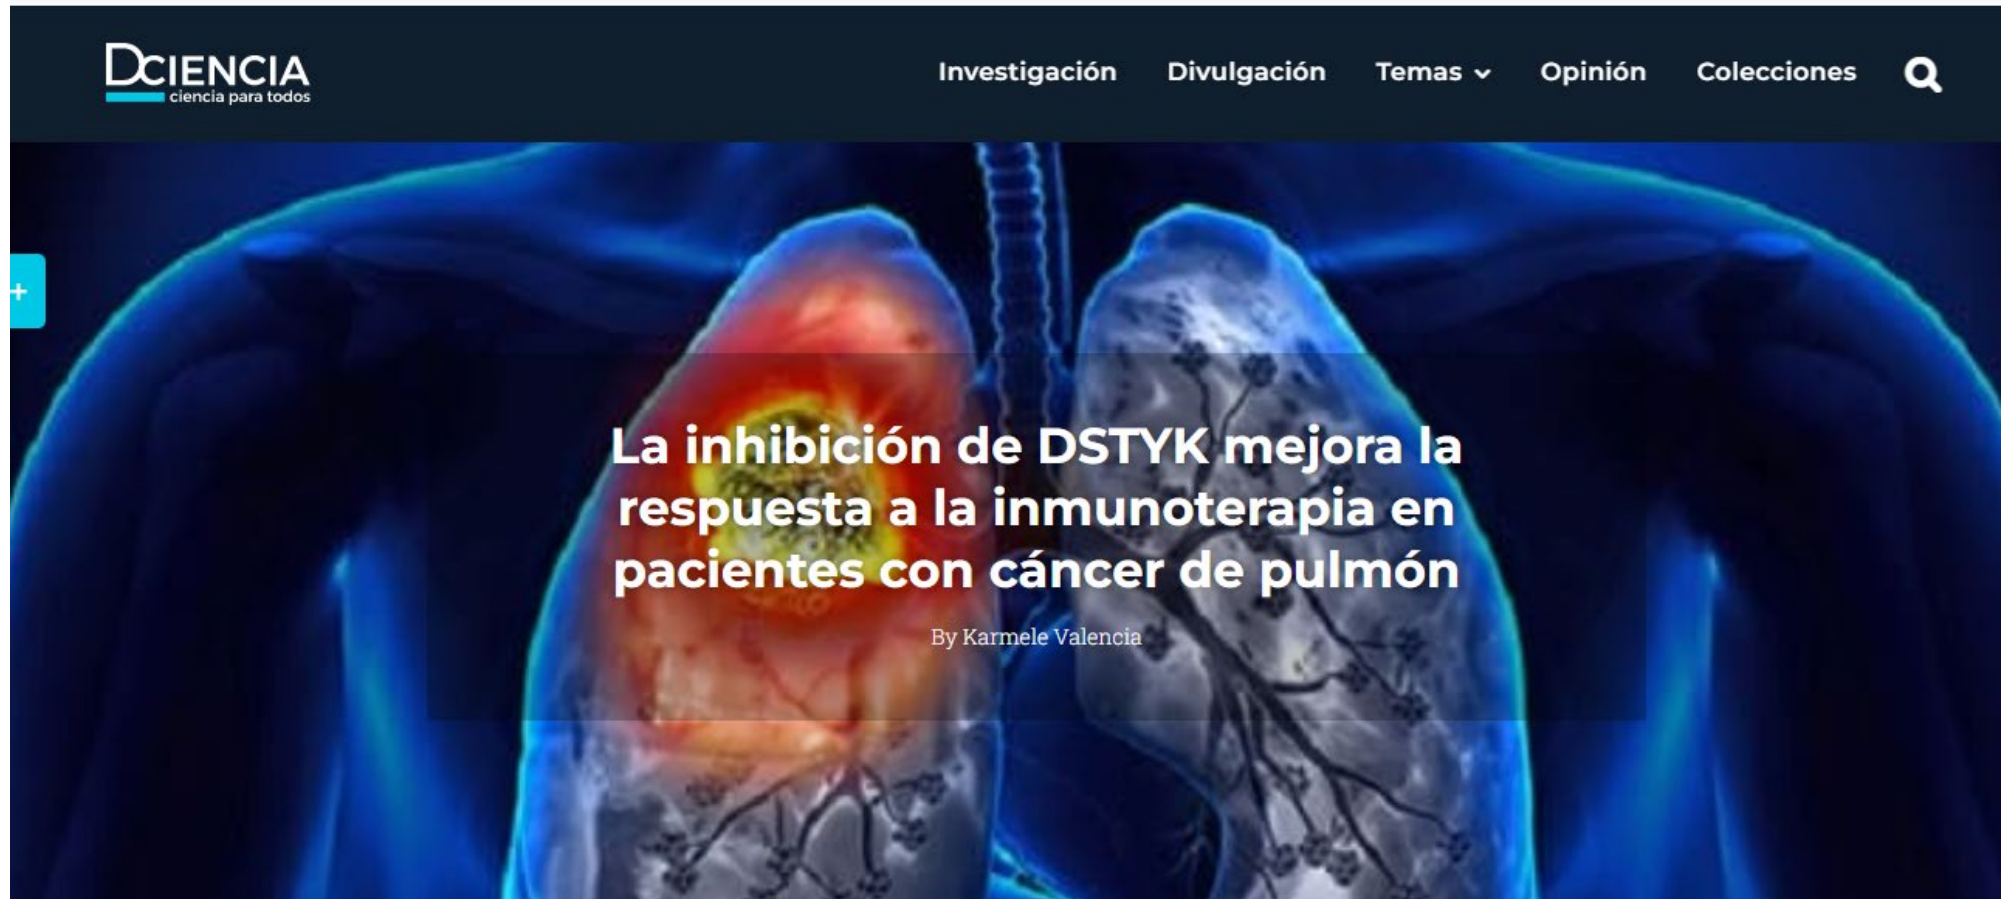 DCIENCIA
ciencia para todos
Investigación Divulgación Temas Opinión Colecciones
+
La inhibición de DSTYK mejora la
respuesta a la inmunoterapia en
pacientes con cáncer de pulmón
By Karmele Valencia